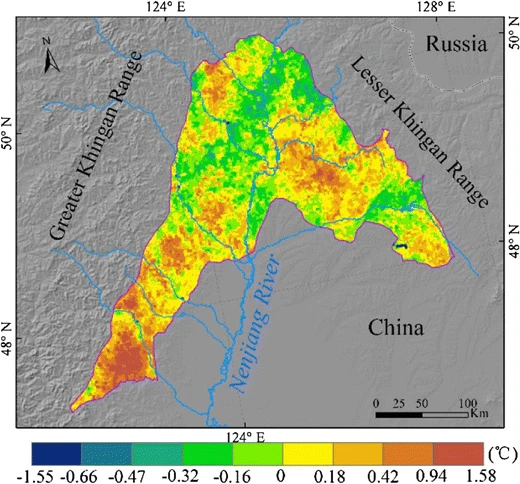 124° E
128° E
50° N
Russia
N
Greater Khingan Range
Lesser Khingan Range
50° N
48° N
Nenjiang River
China
48° N
0 25 50 100
Km
124° E
(℃)
-1.55 -0.66 -0.47 -0.32 -0.16 0 0.18 0.42 0.94 1.58